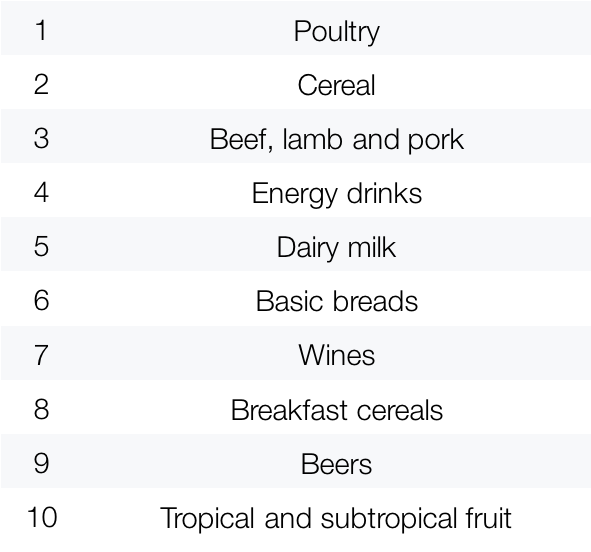 1 Poultry
2 Cereal
3 Beef, lamb and pork
4 Energy drinks
5 Dairy milk
6 Basic breads
7 Wines
8 Breakfast cereals
9 Beers
10 Tropical and subtropical fruit